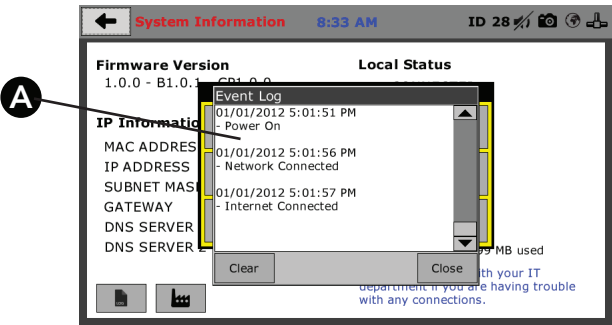 System Information 8:33 AM ID 28
Firmware Version Local Status
1.0.0 - B1.0.1
Event Log
01/01/2012 5:01:51 PM
- Power On
01/01/2012 5:01:56 PM
- Network Connected
01/01/2012 5:01:57 PM
- Internet Connected
Clear Close
A
IP Informatio
MAC ADDRES
IP ADDRESS
SUBNET MAS
GATEWAY
DNS SERVER
DNS SERVER 2
99 MB used
ith your IT
department if you are having trouble
with any connections.